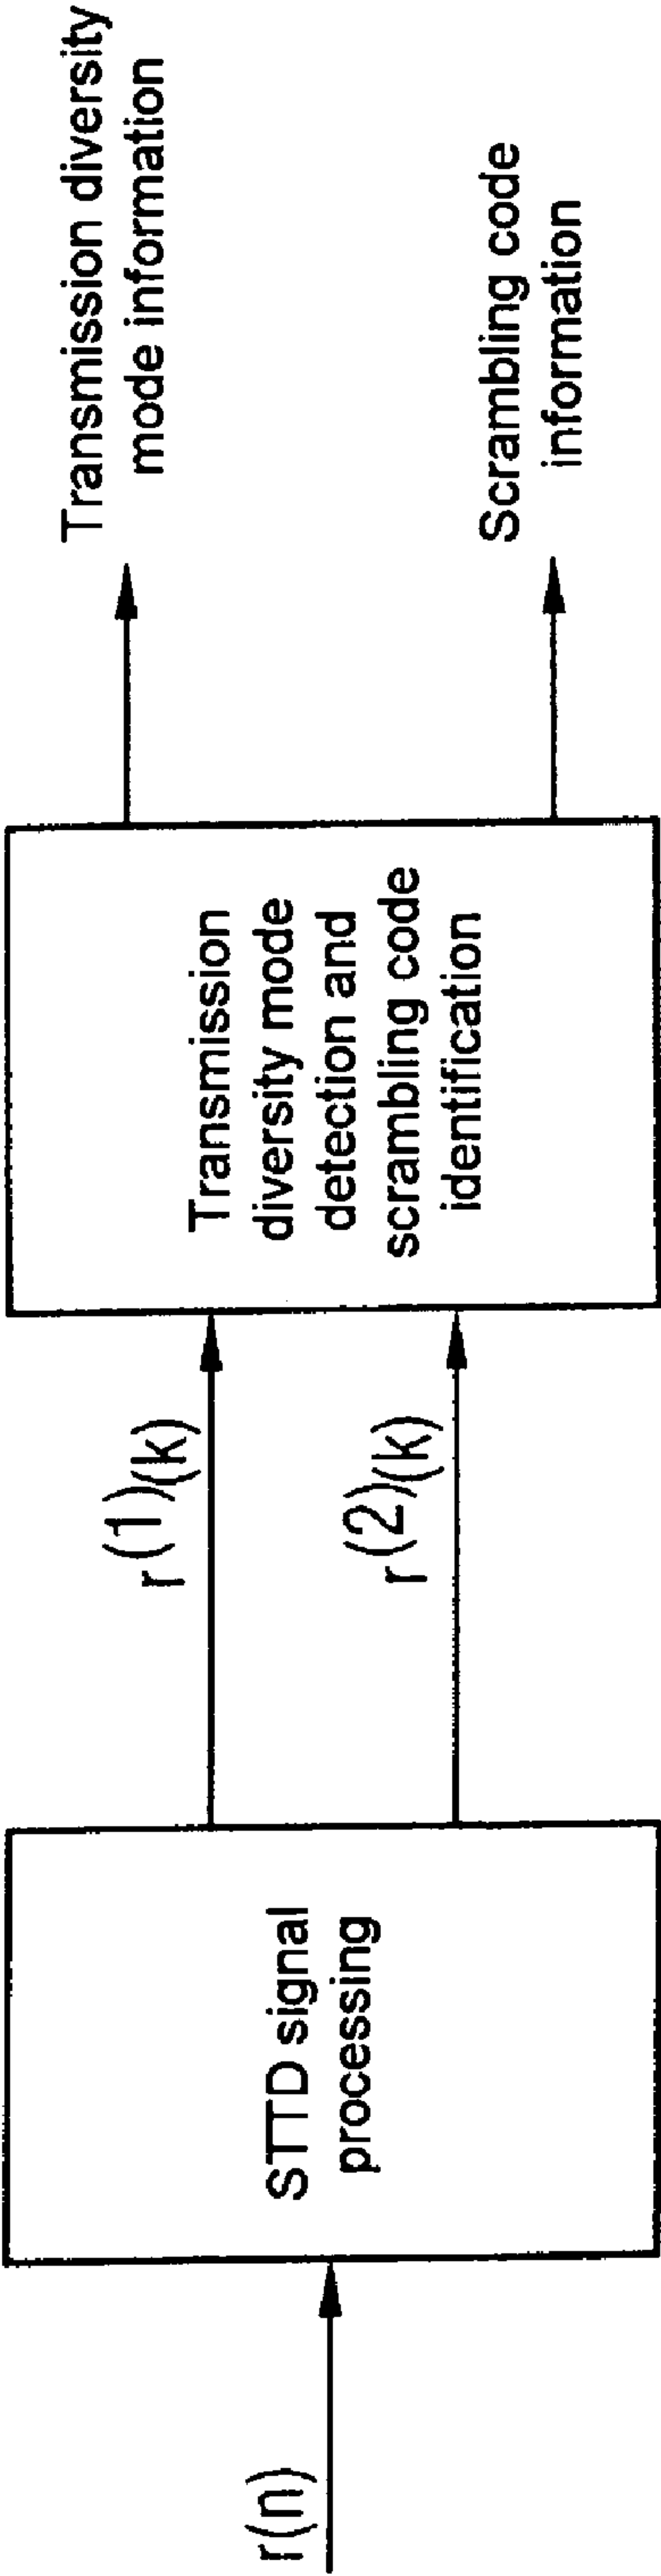 r(n)
STTD signal
processing
r(1)(k)
r(2)(k)
Transmission
diversity mode
detection and
scrambling code
identification
Transmission diversity
mode information
Scrambling code
information